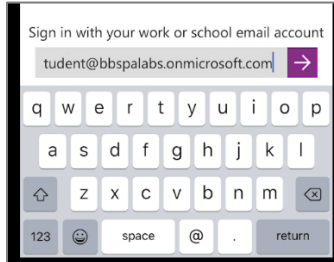 Sign in with your work or school email account
tudent@bbspalabs.onmicrosoft.com
q w e r t y u i o p
a s d f g h j k l
z x c v b n m
123 space @ . return